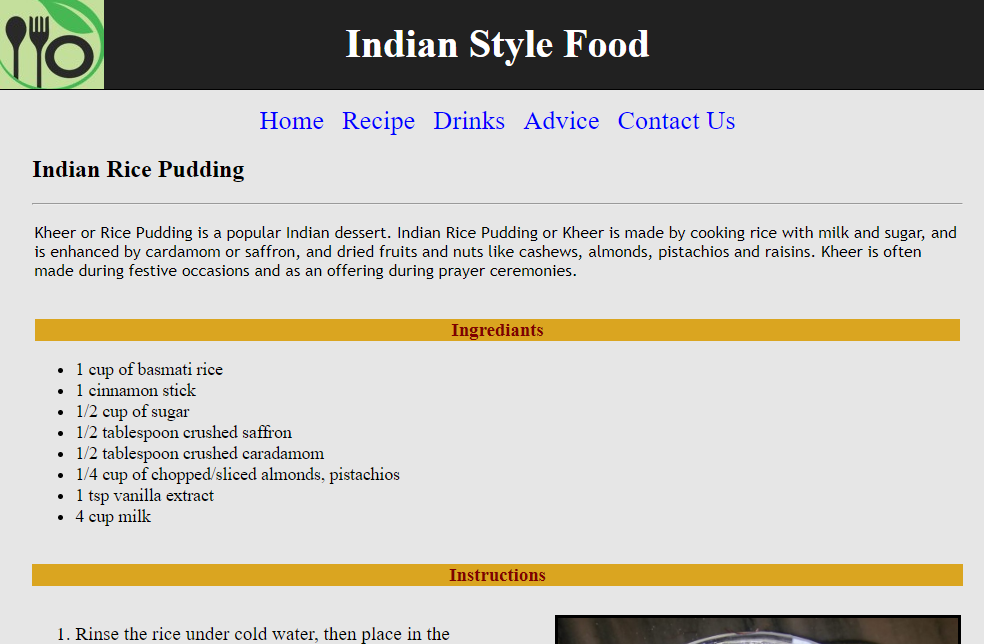 Indian Style Food
Home Recipe Drinks Advice Contact Us
Indian Rice Pudding
Kheer or Rice Pudding is a popular Indian dessert. Indian Rice Pudding or Kheer is made by cooking rice with milk and sugar, and
is enhanced by cardamom or saffron, and dried fruits and nuts like cashews, almonds, pistachios and raisins. Kheer is often
made during festive occasions and as an offering during prayer ceremonies.
Ingrediants
• 1 cup of basmati rice
• 1 cinnamon stick
• 1/2 cup of sugar
• 1/2 tablespoon crushed saffron
• 1/2 tablespoon crushed caradamom
• 1/4 cup of chopped/sliced almonds, pistachios
• 1 tsp vanilla extract
• 4 cup milk
Instructions
1. Rinse the rice under cold water, then place in the